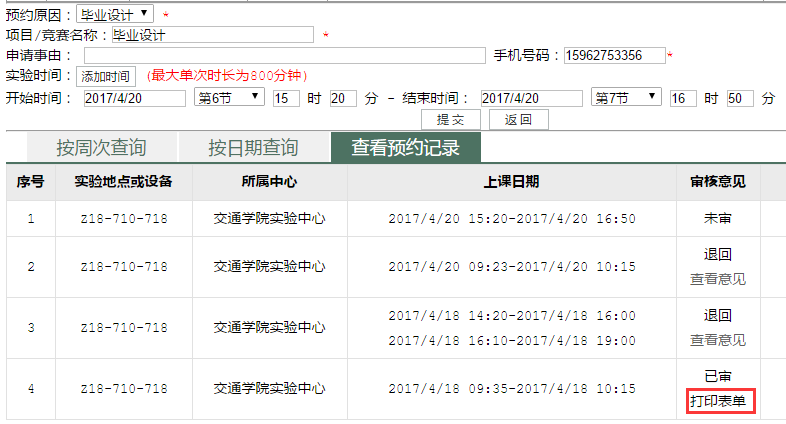 预约原因：毕业设计 *
项目/竞赛名称：毕业设计 *
申请事由： 手机号码：15962753356 *
实验时间：添加时间 （最大单次时长为800分钟）
开始时间：2017/4/20 第6节 15 时 20 分 - 结束时间：2017/4/20 第7节 16 时 50 分
提交 返回
按周次查询 按日期查询 查看预约记录
序号 实验地点或设备 所属中心 上课日期 审核意见
1 Z18-710-718 交通学院实验中心 2017/4/20 15:20-2017/4/20 16:50 未审
2 Z18-710-718 交通学院实验中心 2017/4/20 09:23-2017/4/20 10:15 退回
查看意见
3 Z18-710-718 交通学院实验中心 2017/4/18 14:20-2017/4/18 16:00 退回
2017/4/18 16:10-2017/4/18 19:00 查看意见
4 Z18-710-718 交通学院实验中心 2017/4/18 09:35-2017/4/18 10:15 已审
打印表单